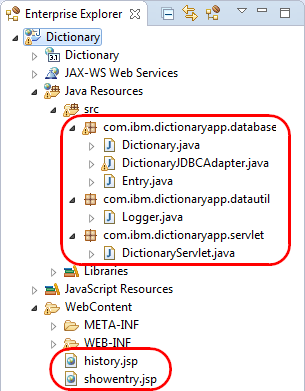 Enterprise Explorer
Dictionary
Dictionary
JAX-WS Web Services
Java Resources
src
com.ibm.dictionaryapp.database
Dictionary.java
DictionaryJDBCAdapter.java
Entry.java
com.ibm.dictionaryapp.datautil
Logger.java
com.ibm.dictionaryapp.servlet
DictionaryServlet.java
Libraries
JavaScript Resources
WebContent
META-INF
WEB-INF
history.jsp
showentry.jsp